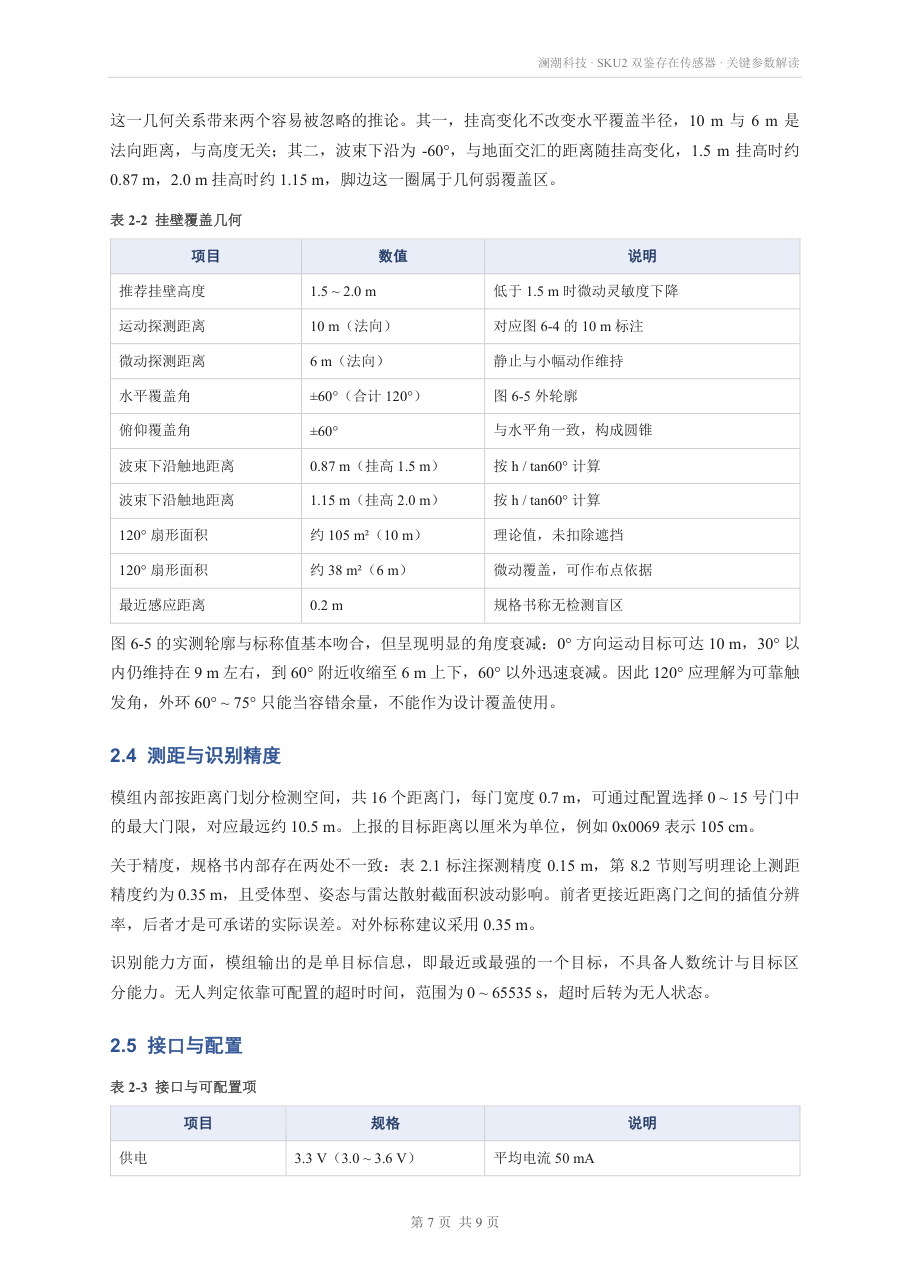 澜潮科技 · SKU2 双鉴存在传感器 · 关键参数解读
这一几何关系带来两个容易被忽略的推论。其一，挂高变化不改变水平覆盖半径，10 m 与 6 m 是
法向距离，与高度无关；其二，波束下沿为 -60°，与地面交汇的距离随挂高变化，1.5 m 挂高时约
0.87 m，2.0 m 挂高时约 1.15 m，脚边这一圈属于几何弱覆盖区。
表 2-2 挂壁覆盖几何
项目 数值 说明
推荐挂壁高度 1.5 ~ 2.0 m 低于 1.5 m 时微动灵敏度下降
运动探测距离 10 m（法向） 对应图 6-4 的 10 m 标注
微动探测距离 6 m（法向） 静止与小幅动作维持
水平覆盖角 ±60°（合计 120°） 图 6-5 外轮廓
俯仰覆盖角 ±60° 与水平角一致，构成圆锥
波束下沿触地距离 0.87 m（挂高 1.5 m） 按 h / tan60° 计算
波束下沿触地距离 1.15 m（挂高 2.0 m） 按 h / tan60° 计算
120° 扇形面积 约 105 m²（10 m） 理论值，未扣除遮挡
120° 扇形面积 约 38 m²（6 m） 微动覆盖，可作布点依据
最近感应距离 0.2 m 规格书称无检测盲区
图 6-5 的实测轮廓与标称值基本吻合，但呈现明显的角度衰减：0° 方向运动目标可达 10 m，30° 以
内仍维持在 9 m 左右，到 60° 附近收缩至 6 m 上下，60° 以外迅速衰减。因此 120° 应理解为可靠触
发角，外环 60° ~ 75° 只能当容错余量，不能作为设计覆盖使用。
2.4 测距与识别精度
模组内部按距离门划分检测空间，共 16 个距离门，每门宽度 0.7 m，可通过配置选择 0 ~ 15 号门中
的最大门限，对应最远约 10.5 m。上报的目标距离以厘米为单位，例如 0x0069 表示 105 cm。
关于精度，规格书内部存在两处不一致：表 2.1 标注探测精度 0.15 m，第 8.2 节则写明理论上测距
精度约为 0.35 m，且受体型、姿态与雷达散射截面积波动影响。前者更接近距离门之间的插值分辨
率，后者才是可承诺的实际误差。对外标称建议采用 0.35 m。
识别能力方面，模组输出的是单目标信息，即最近或最强的一个目标，不具备人数统计与目标区
分能力。无人判定依靠可配置的超时时间，范围为 0 ~ 65535 s，超时后转为无人状态。
2.5 接口与配置
表 2-3 接口与可配置项
项目 规格 说明
供电 3.3 V（3.0 ~ 3.6 V） 平均电流 50 mA
第 7 页 共 9 页